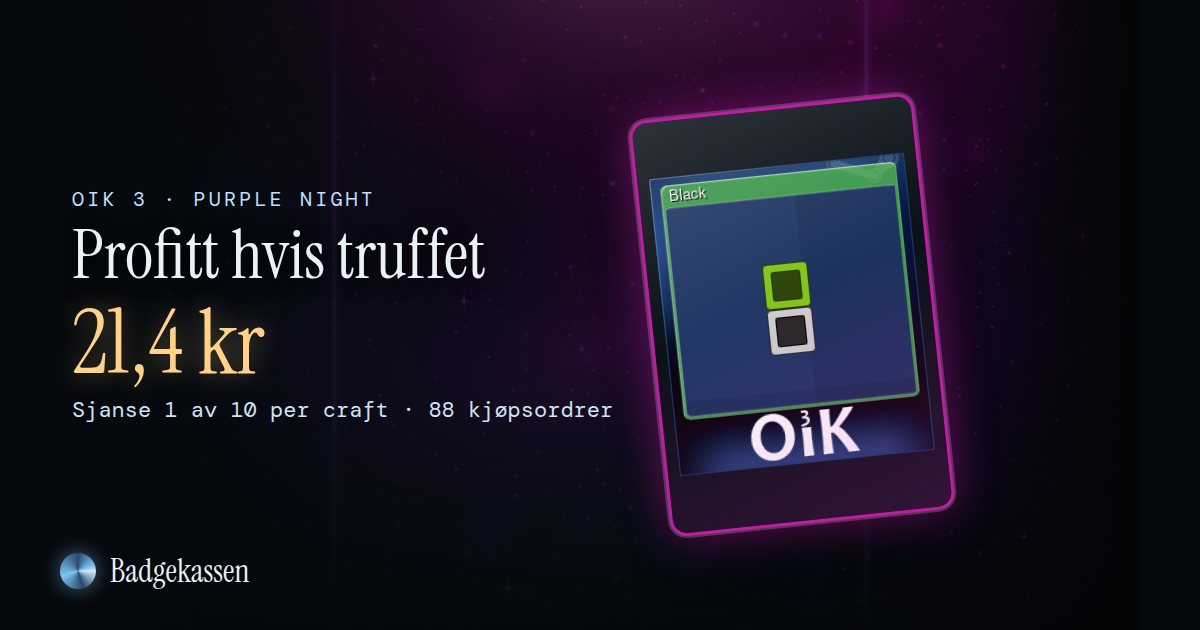 OIK 3 · PURPLE NIGHT
Profitt hvis truffet
21,4 kr
Sjanse 1 av 10 per craft · 88 kjøpsordrer
Black
OiK
3
Badgekassen